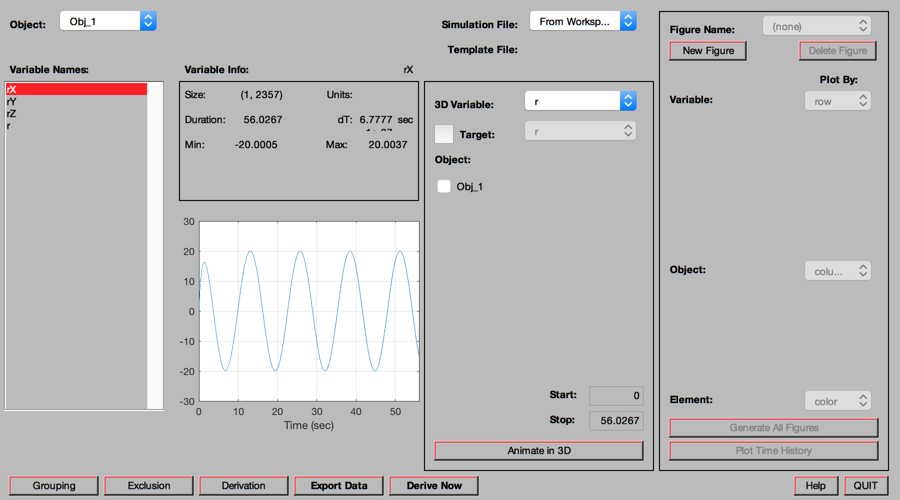 Object:
Obj_1
Simulation File:
From Worksp...
Template File:
Figure Name:
(none)
New Figure
Delete Figure
Variable Names:
rX
rY
rZ
r
Variable Info:
rX
Size:
(1, 2357)
Units:
Duration:
56.0267
dT:
6.7777
sec
Min:
-20.0005
Max:
20.0037
30
20
10
0
-10
-20
-30
0
10
20
30
40
50
Time (sec)
3D Variable:
r
Target:
r
Object:
Obj_1
Start:
0
Stop:
56.0267
Animate in 3D
Plot By:
Variable:
row
Object:
colu...
Element:
color
Generate All Figures
Plot Time History
Grouping
Exclusion
Derivation
Export Data
Derive Now
Help
QUIT